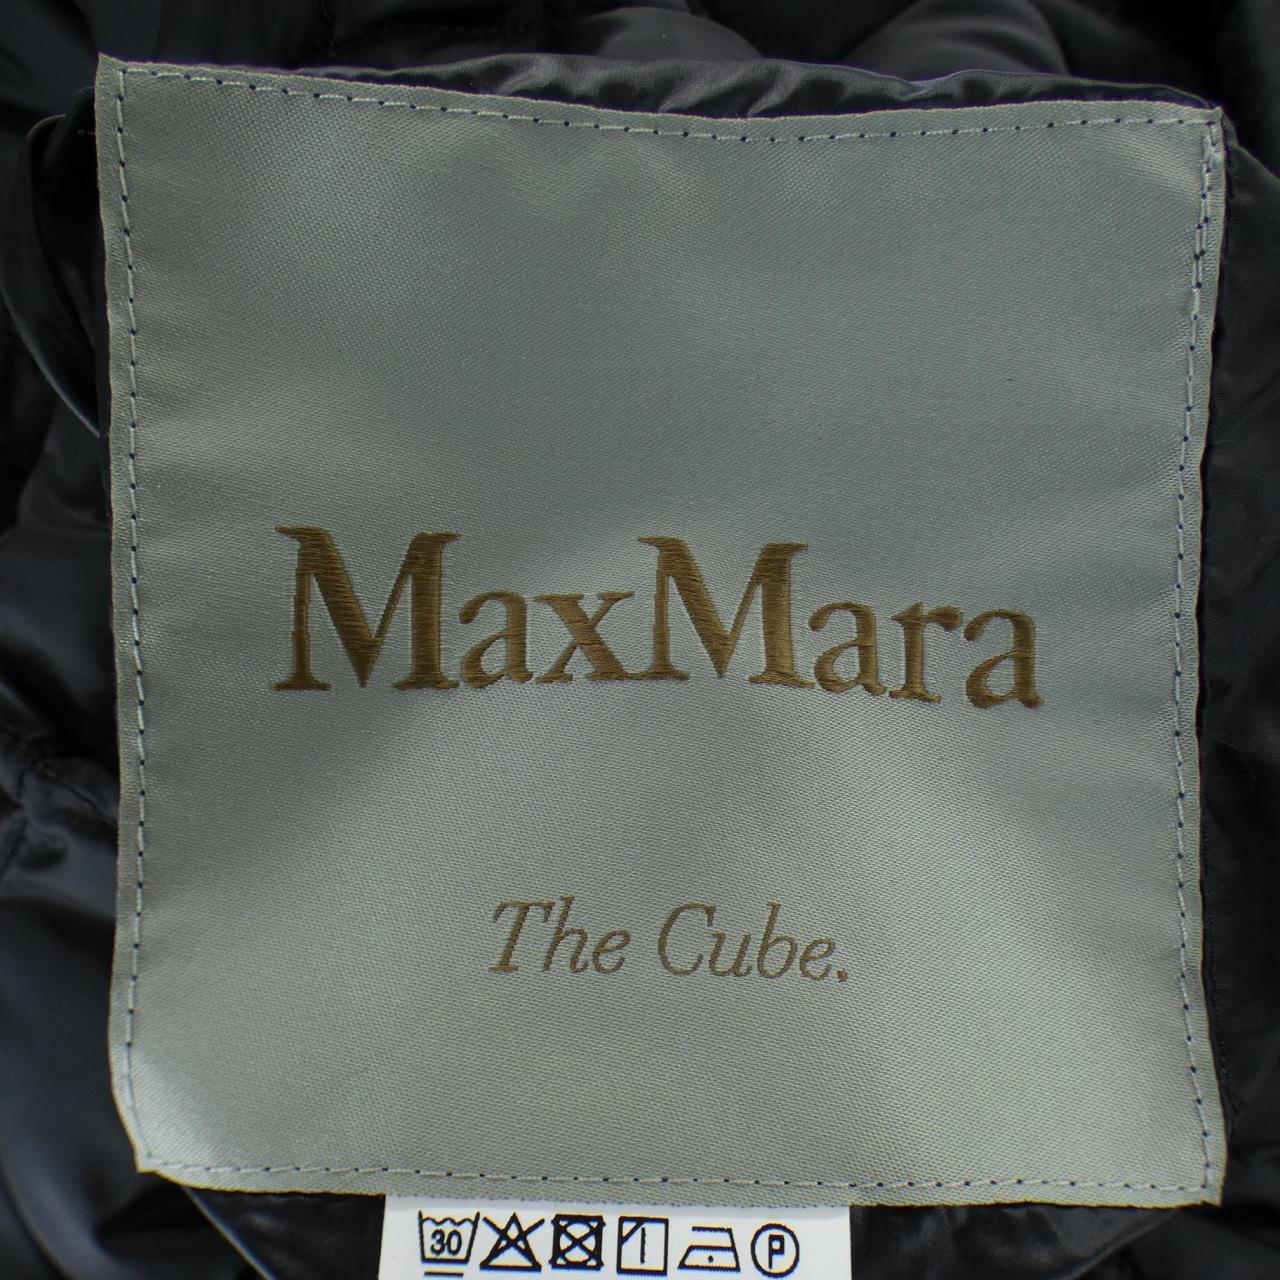 MaxMara
The Cube.
30 P